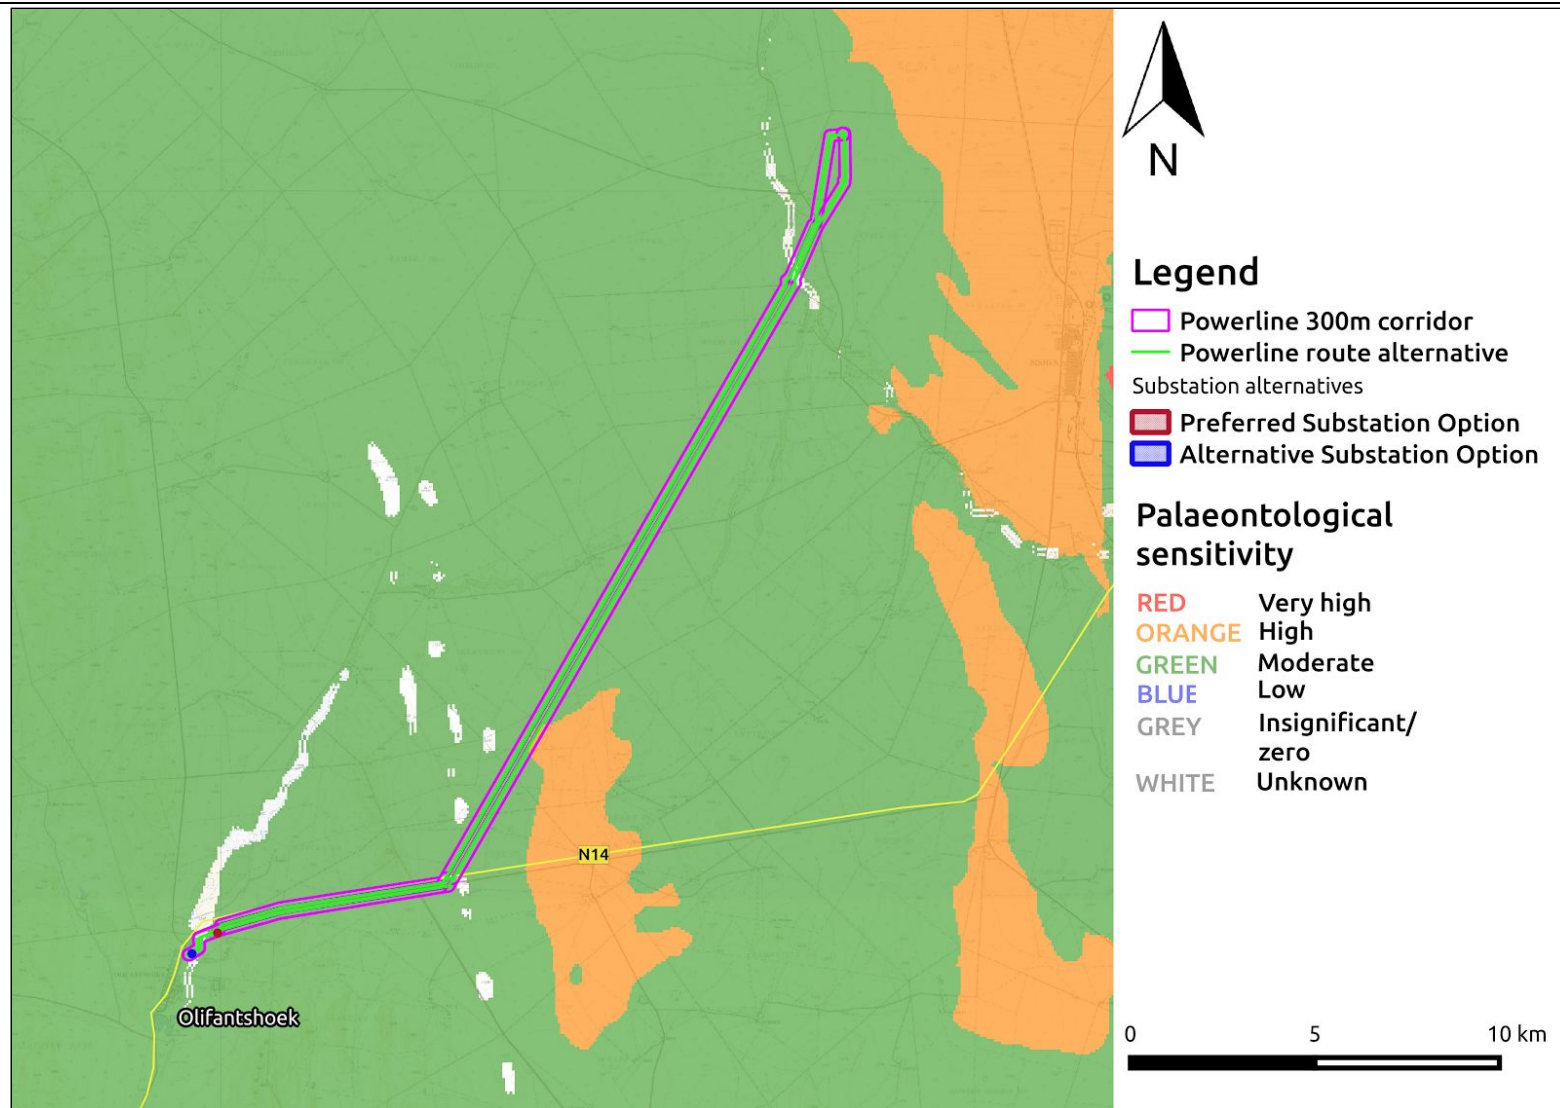 N
Legend
Powerline 300m corridor
Powerline route alternative
Substation alternatives
Preferred Substation Option
Alternative Substation Option
Palaeontological
sensitivity
RED Very high
ORANGE High
GREEN Moderate
BLUE Low
GREY Insignificant/
zero
WHITE Unknown
N14
Olifantshoek
0 5 10 km